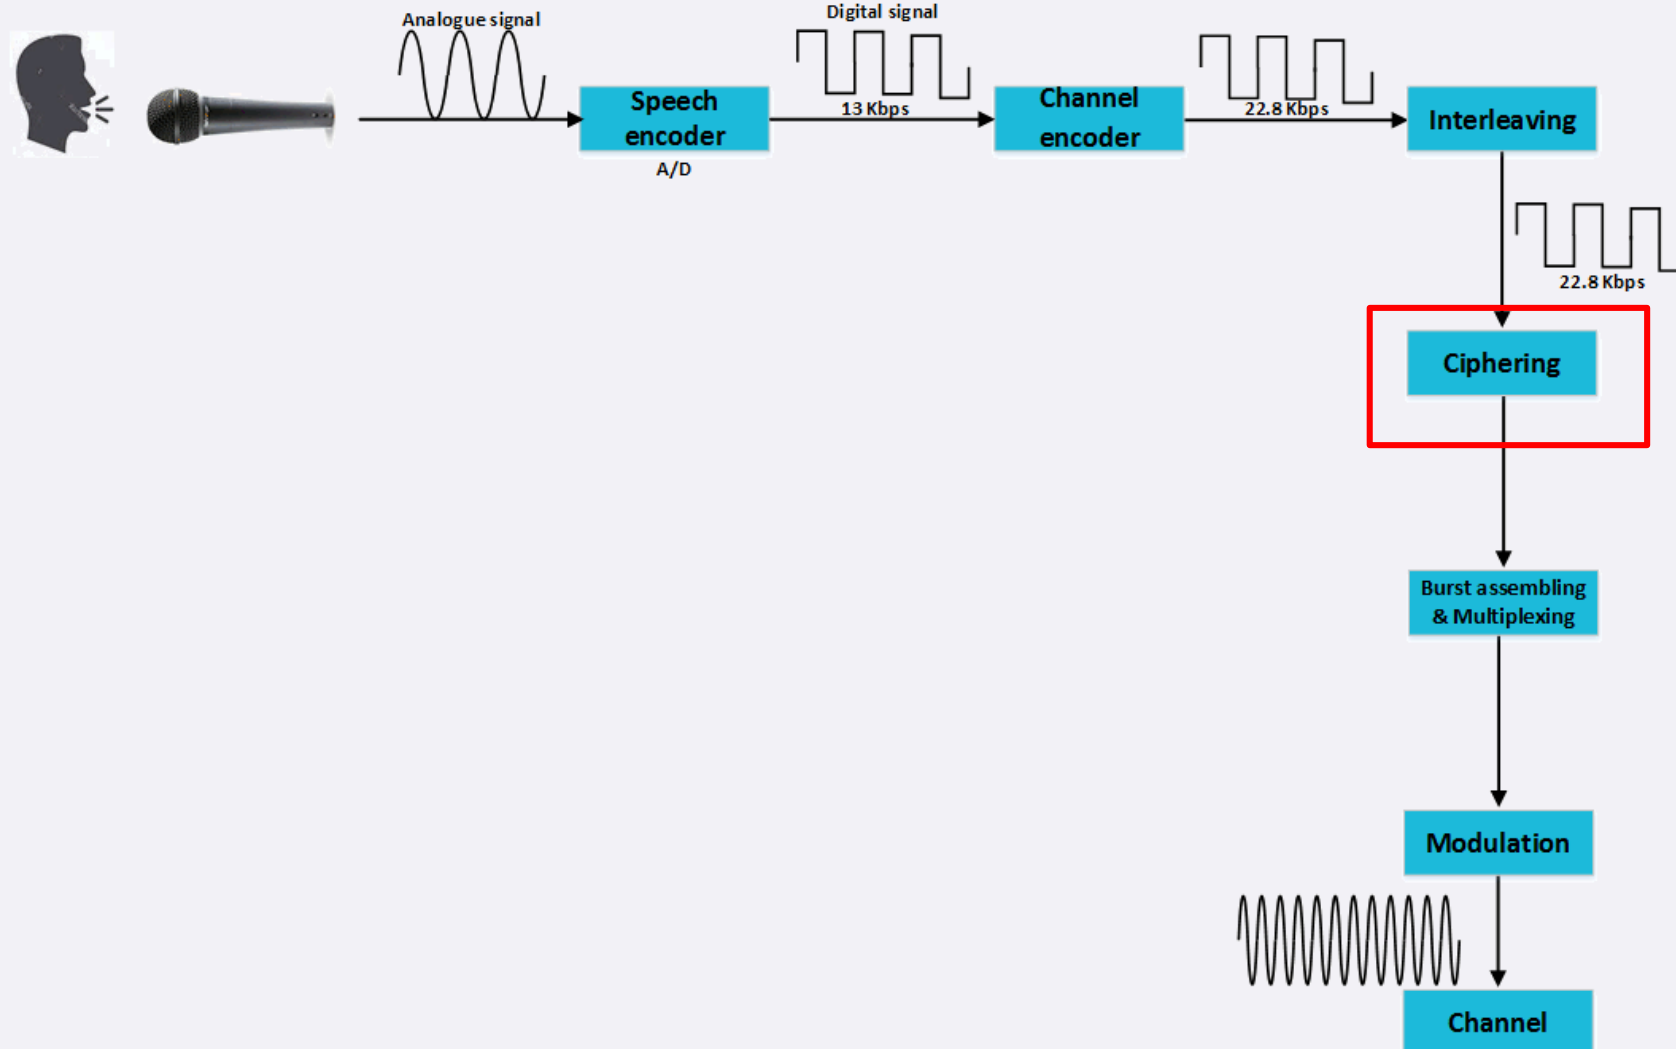 Analogue signal
Digital signal
Speech
encoder
A/D
13 Kbps
Channel
encoder
22.8 Kbps
Interleaving
22.8 Kbps
Ciphering
Burst assembling
& Multiplexing
Modulation
Channel